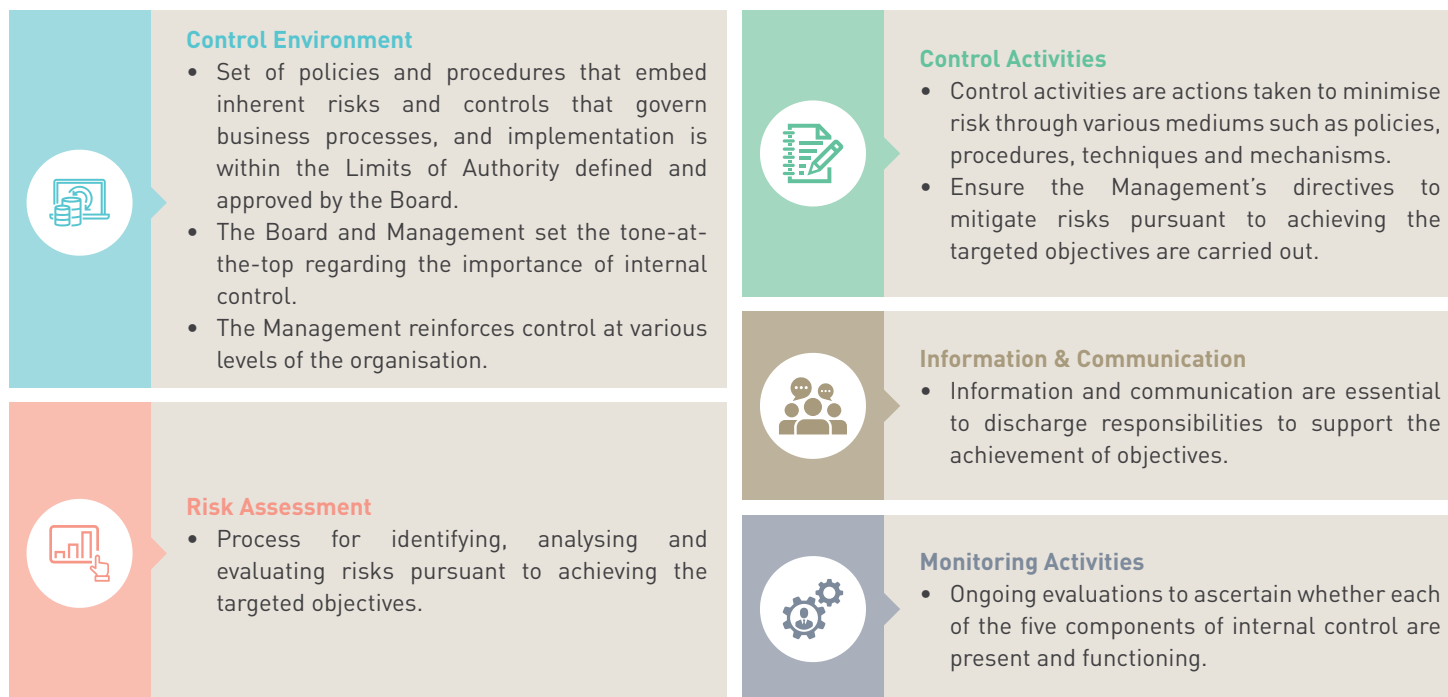 Control Environment
• Set of policies and procedures that embed
inherent risks and controls that govern
business processes, and implementation is
within the Limits of Authority defined and
approved by the Board.
• The Board and Management set the tone-at-
the-top regarding the importance of internal
control.
• The Management reinforces control at various
levels of the organisation.
Risk Assessment
• Process for identifying, analysing and
evaluating risks pursuant to achieving the
targeted objectives.
Control Activities
• Control activities are actions taken to minimise
risk through various mediums such as policies,
procedures, techniques and mechanisms.
• Ensure the Management’s directives to
mitigate risks pursuant to achieving the
targeted objectives are carried out.
Information & Communication
• Information and communication are essential
to discharge responsibilities to support the
achievement of objectives.
Monitoring Activities
• Ongoing evaluations to ascertain whether each
of the five components of internal control are
present and functioning.